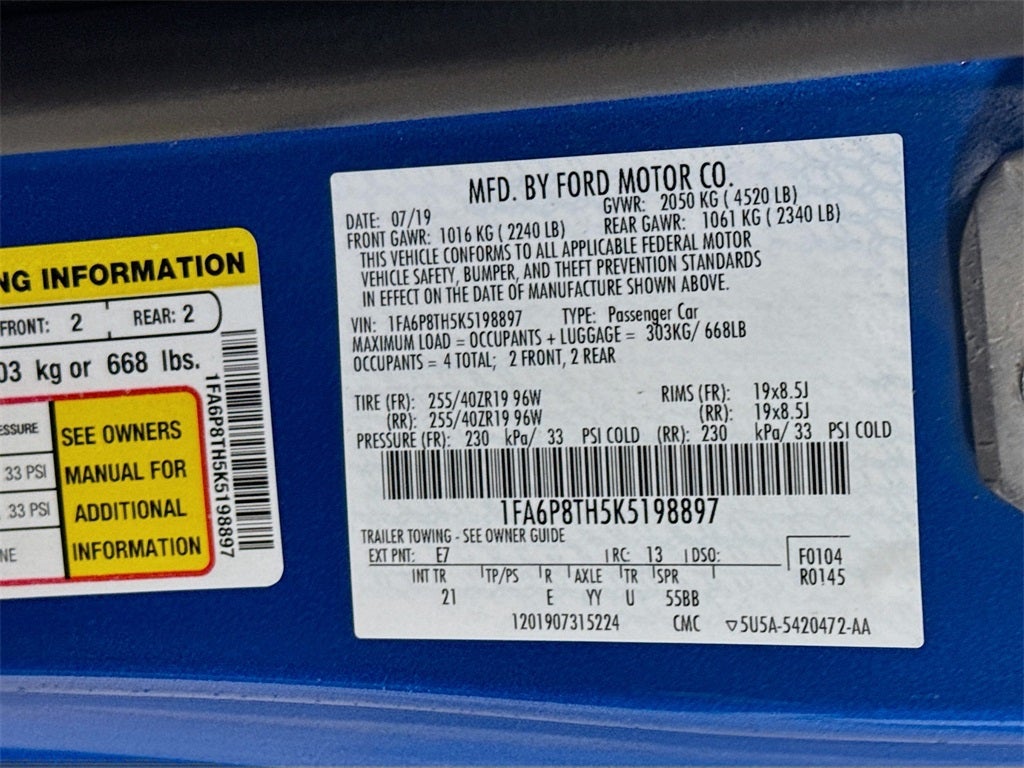 NG INFORMATION
FRONT: 2 REAR: 2
03 kg or 668 lbs.
ESSURE
33 PSI
33 PSI
NE
SEE OWNERS
MANUAL FOR
ADDITIONAL
INFORMATION
1FA6P8TH5K5198897
MFD. BY FORD MOTOR CO.
DATE: 07/19 GVWR: 2050 KG ( 4520 LB)
FRONT GAWR: 1016 KG ( 2240 LB) REAR GAWR: 1061 KG ( 2340 LB)
THIS VEHICLE CONFORMS TO ALL APPLICABLE FEDERAL MOTOR
VEHICLE SAFETY, BUMPER, AND THEFT PREVENTION STANDARDS
IN EFFECT ON THE DATE OF MANUFACTURE SHOWN ABOVE.
VIN: 1FA6P8TH5K5198897 TYPE: Passenger Car
MAXIMUM LOAD = OCCUPANTS + LUGGAGE = 303KG/ 668LB
OCCUPANTS = 4 TOTAL; 2 FRONT, 2 REAR
TIRE (FR): 255/40ZR19 96W RIMS (FR): 19x8.5J
(RR): 255/40ZR19 96W (RR): 19x8.5J
PRESSURE (FR): 230 kPa/ 33 PSI COLD (RR): 230 kPa/ 33 PSI COLD
1FA6P8TH5K5198897
TRAILER TOWING - SEE OWNER GUIDE
EXT PNT: E7 RC: 13 DSO: F0104
INT TR TP/PS R AXLE TR SPR R0145
21 E YY U 55BB
1201907315224 CMC ▽5U5A-5420472-AA